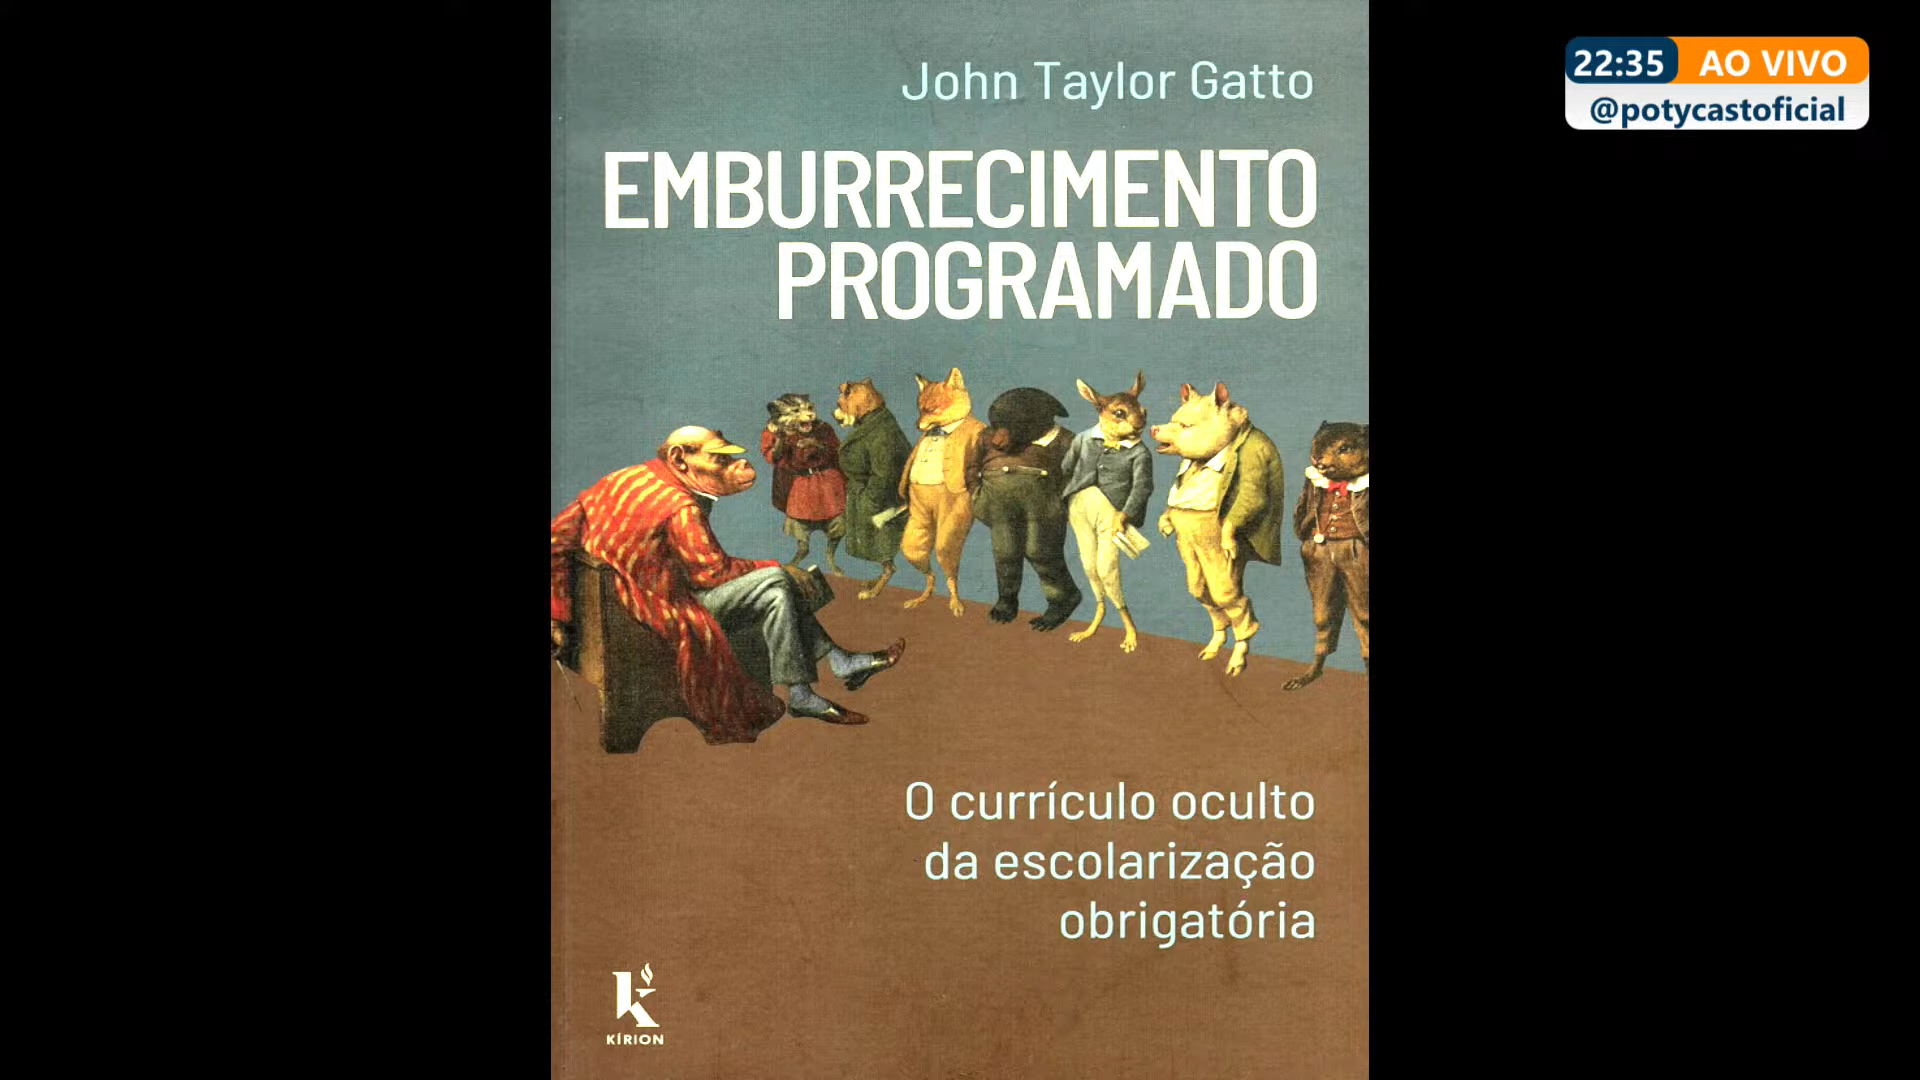 John Taylor Gatto
EMBURRECIMENTO
PROGRAMADO
O currículo oculto
da escolarização
obrigatória
K
KÍRION
22:35 AO VIVO
@potycastoficial